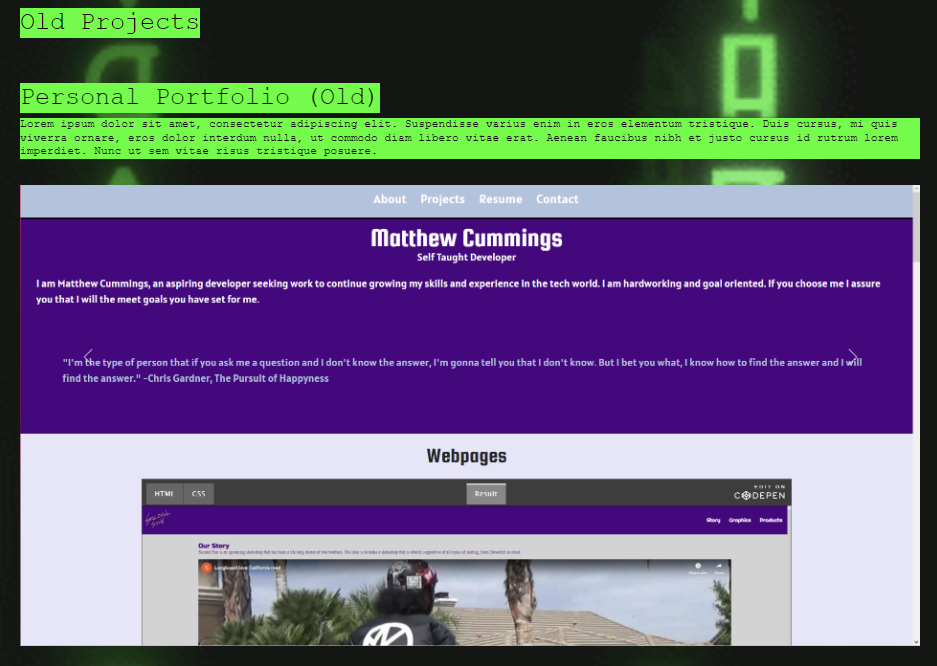 Old Projects
Personal Portfolio (Old)
Lorem ipsum dolor sit amet, consectetur adipiscing elit. Suspendisse varius enim in eros elementum tristique. Duis cursus, mi quis
viverra ornare, eros dolor interdum nulla, ut commodo diam libero vitae erat. Aenean faucibus nibh et justo cursus id rutrum lorem
imperdiet. Nunc ut sem vitae risus tristique posuere.
About Projects Resume Contact
Matthew Cummings
Self Taught Developer
I am Matthew Cummings, an aspiring developer seeking work to continue growing my skills and experience in the tech world. I am hardworking and goal oriented. If you choose me I assure
you that I will the meet goals you have set for me.
"I'm the type of person that if you ask me a question and I don't know the answer, I'm gonna tell you that I don't know. But I bet you what, I know how to find the answer and I will
find the answer." -Chris Gardner, The Pursuit of Happyness
Webpages
HTML CSS Result EDIT ON
CODEPEN
Story Graphics Products
Our Story
Longboard love California road